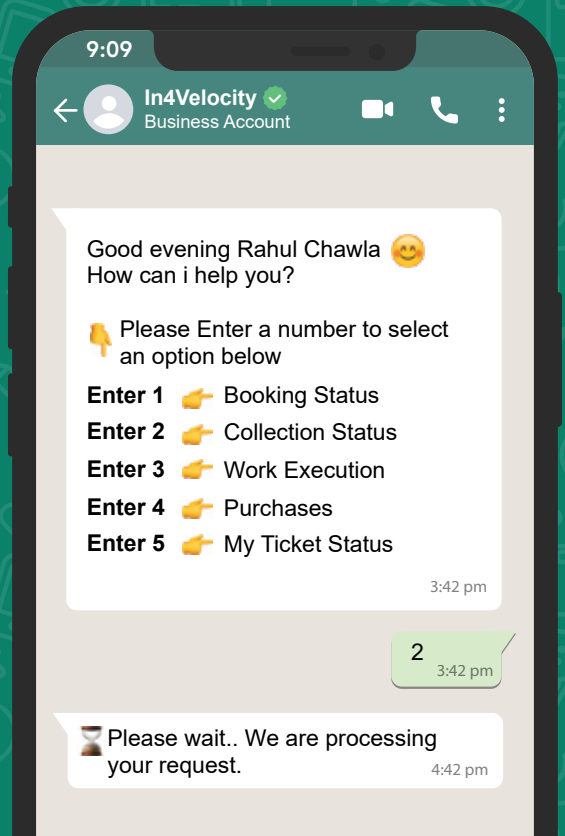 9:09
In4Velocity
Business Account
Good evening Rahul Chawla 😊
How can i help you?
👇 Please Enter a number to select
an option below
Enter 1 👉 Booking Status
Enter 2 👉 Collection Status
Enter 3 👉 Work Execution
Enter 4 👉 Purchases
Enter 5 👉 My Ticket Status
3:42 pm
2
3:42 pm
⏳Please wait.. We are processing
your request.
4:42 pm